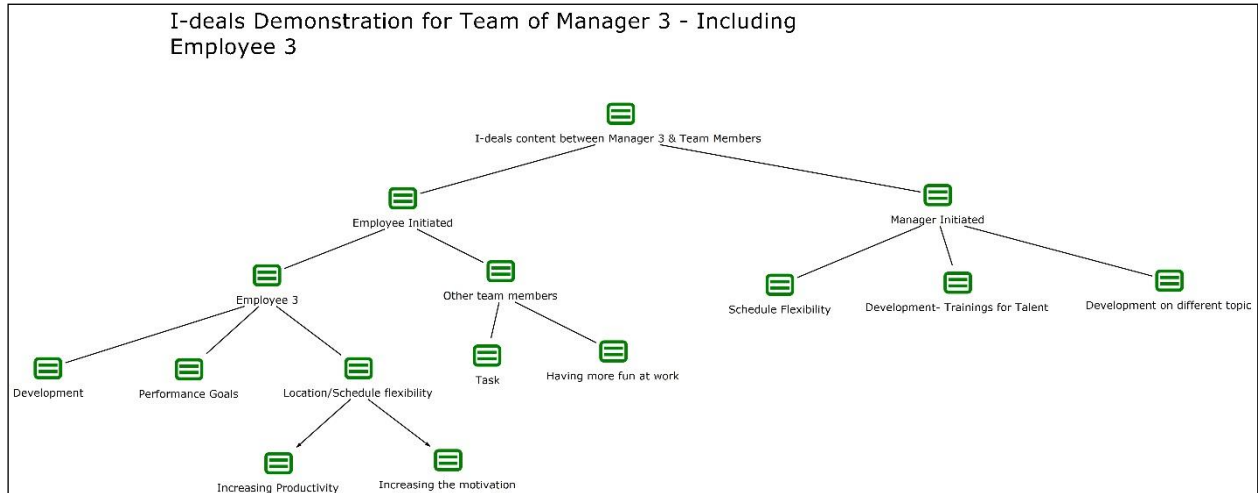 I-deals Demonstration for Team of Manager 3 - Including
Employee 3
I-deals content between Manager 3 & Team Members
Employee Initiated
Manager Initiated
Employee 3
Other team members
Schedule Flexibility
Development- Trainings for Talent
Development on different topic
Development
Performance Goals
Location/Schedule flexibility
Task
Having more fun at work
Increasing Productivity
Increasing the motivation